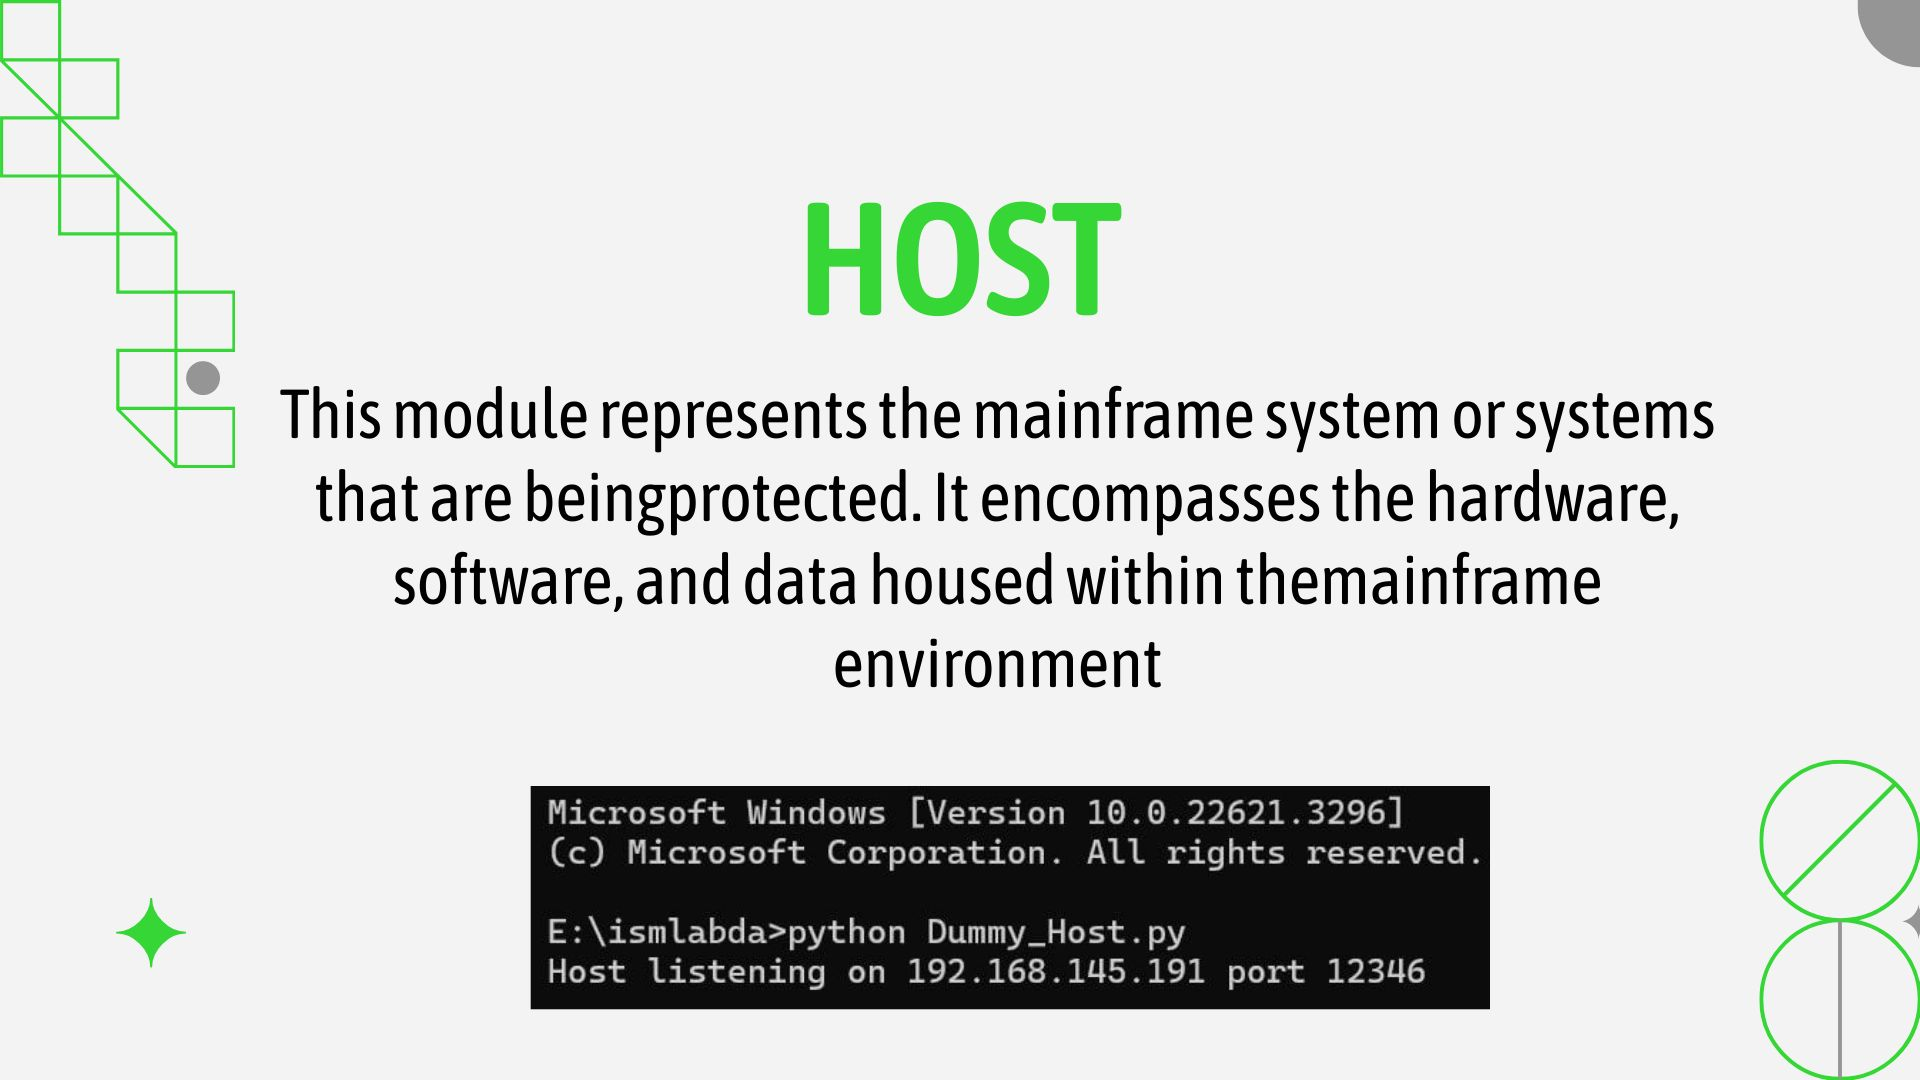 HOST
This module represents the mainframe system or systems
that are beingprotected. It encompasses the hardware,
software, and data housed within themainframe
environment
Microsoft Windows [Version 10.0.22621.3296]
(c) Microsoft Corporation. All rights reserved.
E:\ismlabda>python Dummy_Host.py
Host listening on 192.168.145.191 port 12346